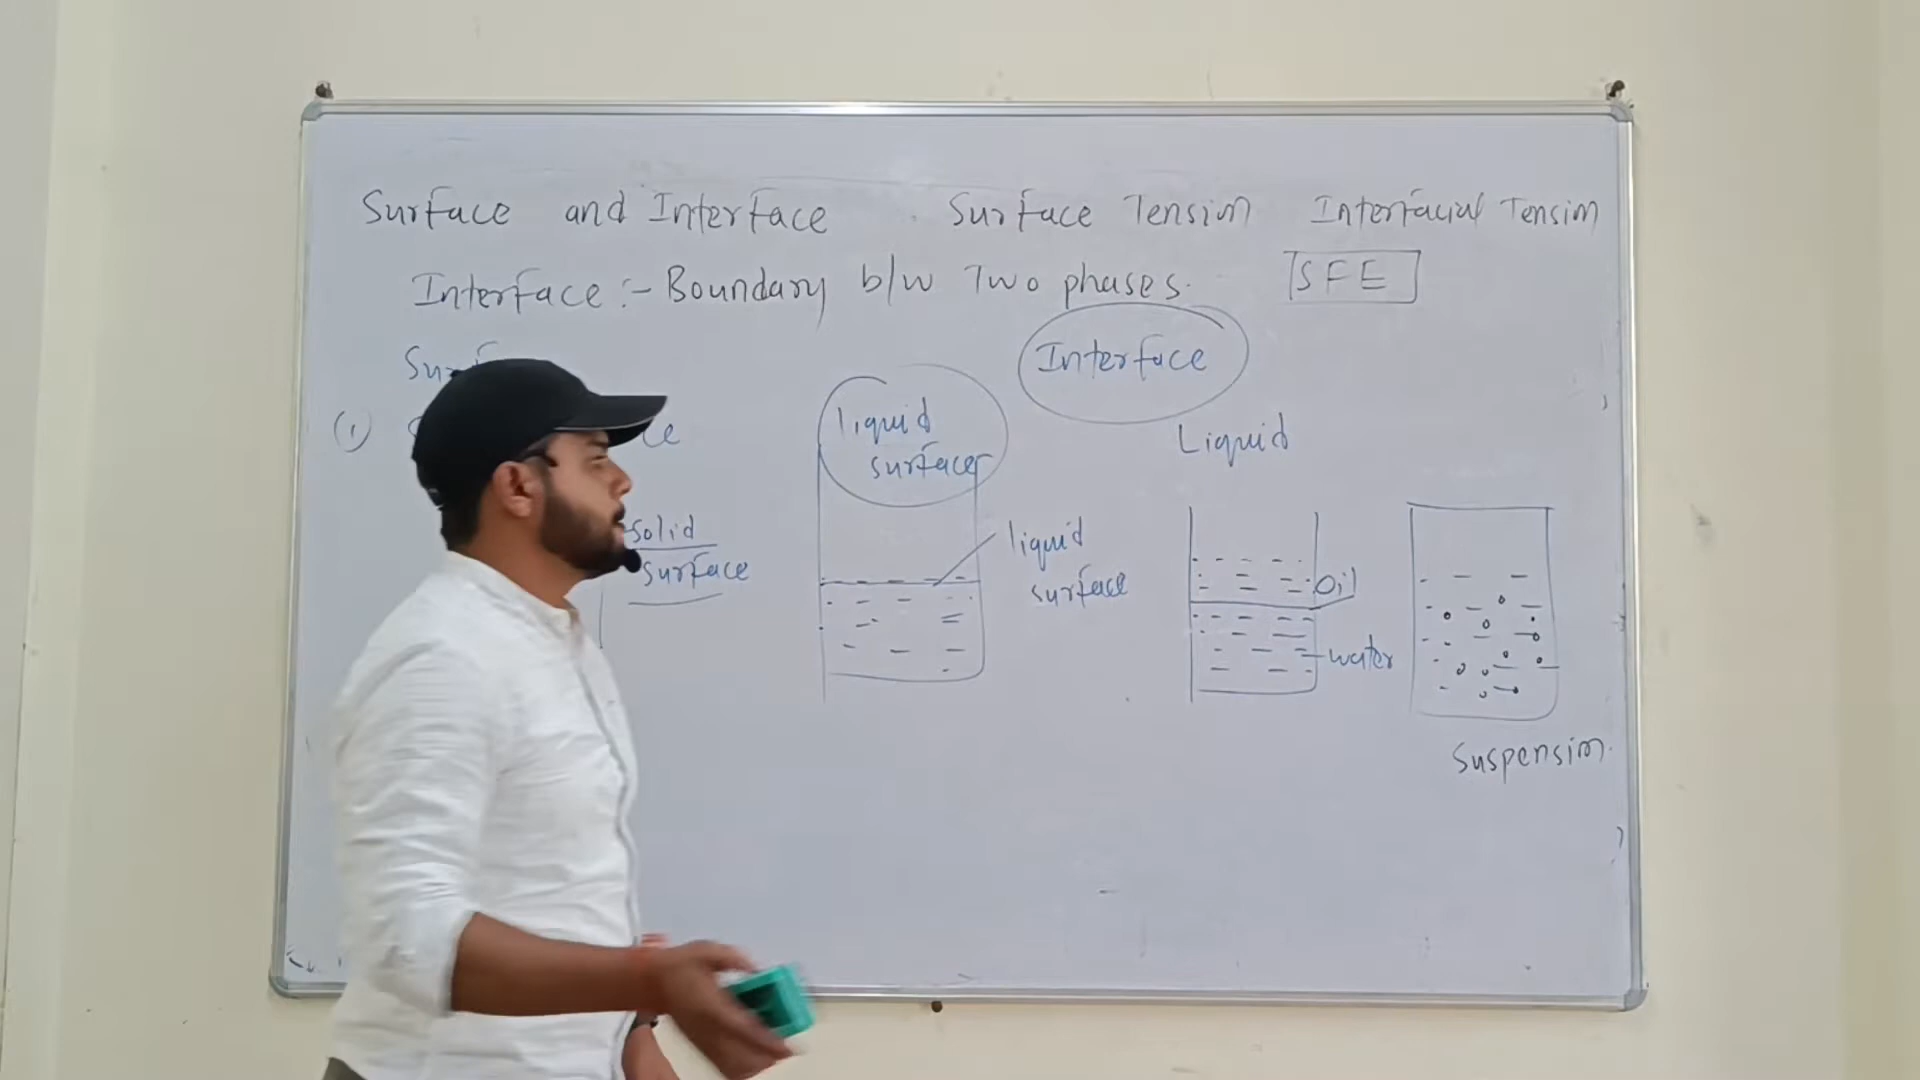 Surface and Interface Surface Tension Interfacial Tension
Interface :- Boundary b/w Two phases. SFE
Interface
(1)
liquid
surface
Liquid
solid
surface
liquid
surface
Oil
water
Suspension.